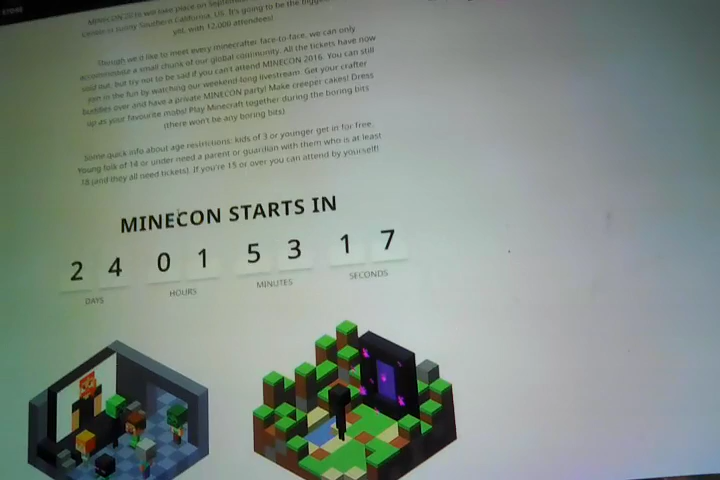 MINECON 2016 will take place on September
in sunny Southern California, US. It's going to be the biggest
yet, with 12,000 attendees!
Though we'd like to meet every minecrafter face-to-face, we can only
accommodate a small chunk of our global community. All the tickets have now
sold out, but try not to be sad if you can't attend MINECON 2016. You can still
join in the fun by watching our weekend-long livestream. Get your crafter
buddies over and have a private MINECON party! Make creeper cakes! Dress
up as your favourite mobs! Play Minecraft together during the boring bits
(there won't be any boring bits).
Some quick info about age restrictions: kids of 3 or younger get in for free.
Young folk of 14 or under need a parent or guardian with them who is at least
18 (and they all need tickets). If you're 15 or over you can attend by yourself!
MINECON STARTS IN
2 4 0 1 5 3 1 7
DAYS HOURS MINUTES SECONDS